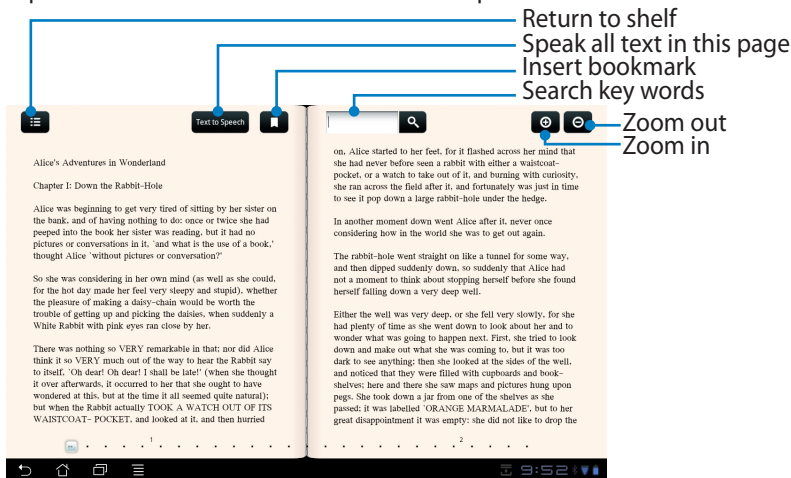 Return to shelf
Speak all text in this page
Insert bookmark
Search key words
Zoom out
Zoom in
Text to Speech
Alice's Adventures in Wonderland
Chapter I: Down the Rabbit-Hole
Alice was beginning to get very tired of sitting by her sister on
the bank, and of having nothing to do: once or twice she had
peeped into the book her sister was reading, but it had no
pictures or conversations in it, `and what is the use of a book,'
thought Alice `without pictures or conversation?'
So she was considering in her own mind (as well as she could,
for the hot day made her feel very sleepy and stupid), whether
the pleasure of making a daisy-chain would be worth the
trouble of getting up and picking the daisies, when suddenly a
White Rabbit with pink eyes ran close by her.
There was nothing so VERY remarkable in that; nor did Alice
think it so VERY much out of the way to hear the Rabbit say
to itself, `Oh dear! Oh dear! I shall be late!' (when she thought
it over afterwards, it occurred to her that she ought to have
wondered at this, but at the time it all seemed quite natural);
but when the Rabbit actually TOOK A WATCH OUT OF ITS
WAISTCOAT- POCKET, and looked at it, and then hurried
1
on, Alice started to her feet, for it flashed across her mind that
she had never before seen a rabbit with either a waistcoat-
pocket, or a watch to take out of it, and burning with curiosity,
she ran across the field after it, and fortunately was just in time
to see it pop down a large rabbit-hole under the hedge.
In another moment down went Alice after it, never once
considering how in the world she was to get out again.
The rabbit-hole went straight on like a tunnel for some way,
and then dipped suddenly down, so suddenly that Alice had
not a moment to think about stopping herself before she found
herself falling down a very deep well.
Either the well was very deep, or she fell very slowly, for she
had plenty of time as she went down to look about her and to
wonder what was going to happen next. First, she tried to look
down and make out what she was coming to, but it was too
dark to see anything; then she looked at the sides of the well,
and noticed that they were filled with cupboards and book-
shelves; here and there she saw maps and pictures hung upon
pegs. She took down a jar from one of the shelves as she
passed; it was labelled `ORANGE MARMALADE', but to her
great disappointment it was empty: she did not like to drop the
2
9:52